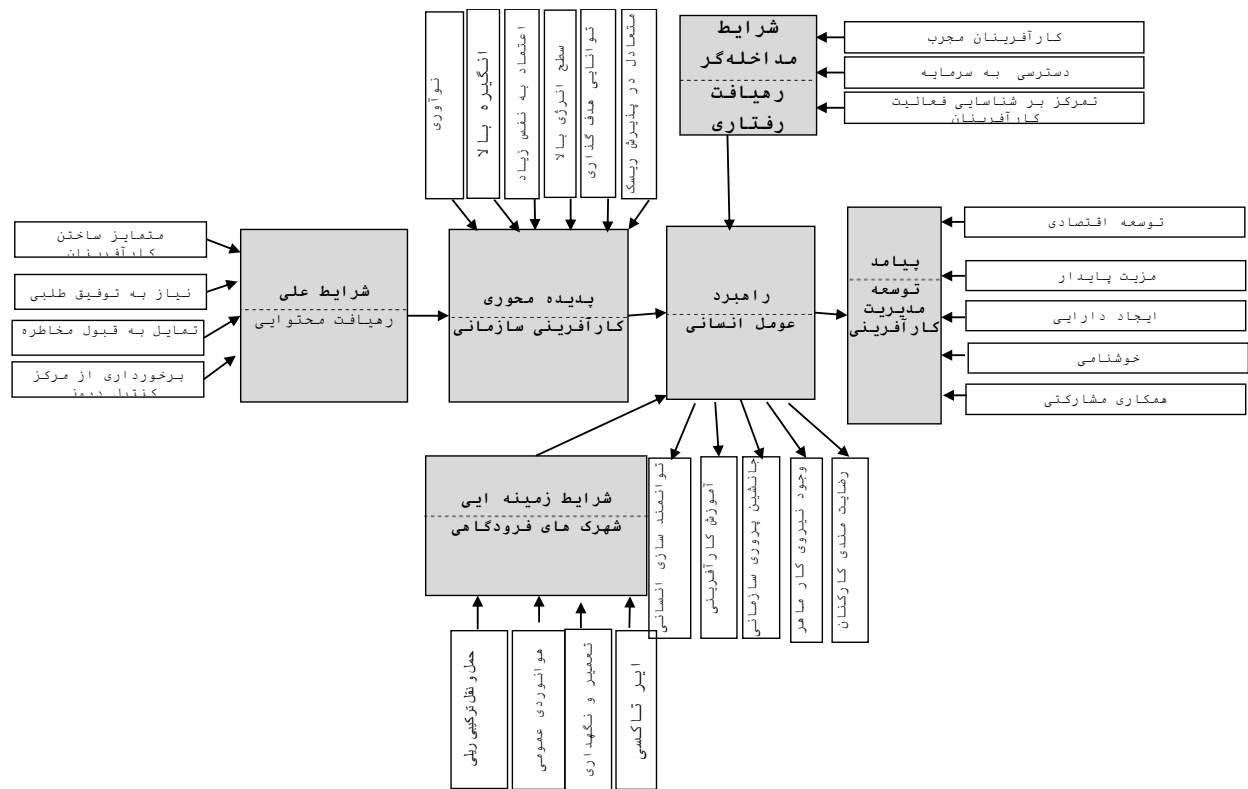 نوآوری
انگیزه بالا
اعتماد به نفس زیاد
سطح انرژی بالا
توانایی هدف گذاری
متعادل در پذیرش ریسک
شرایط
مداخله‌گر
رهیافت
رفتاری
کارآفرینان مجرب
دسترسی به سرمایه
تمرکز بر شناسایی فعالیت
کارآفرینان
متمایز ساختن
کارآفرینان
نیاز به توفیق طلبی
تمایل به قبول مخاطره
برخورداری از مرکز
کنترل
شرایط علی
رهیافت محتوایی
پدیده محوری
کارآفرینی سازمانی
راهبرد
عومل انسانی
پیامد
توسعه
مدیریت
کارآفرینی
توسعه اقتصادی
مزیت پایدار
ایجاد دارایی
خوشنامی
همکاری مشارکتی
شرایط زمینه ایی
شهرک های فرودگاهی
توانمند سازی انسانی
آموزش کارآفرینی
جانشین پروری سازمانی
وجود نیروی کار ماهر
رضایت مندی کارکنان
حمل و نقل ترکیبی ریلی
هوانوردی عمومی
تعمیر و نگهداری
ایر تاکسی